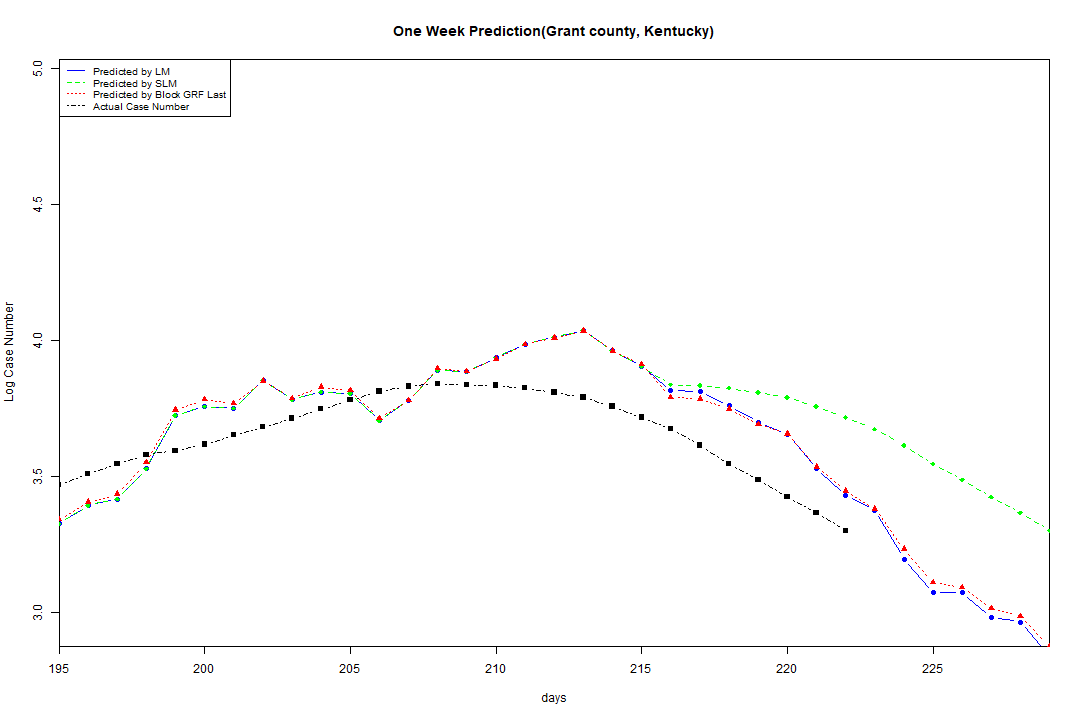 One Week Prediction(Grant county, Kentucky)
Predicted by LM
Predicted by SLM
Predicted by Block GRF Last
Actual Case Number
Log Case Number
5.0
4.5
4.0
3.5
3.0
195 200 205 210 215 220 225
days